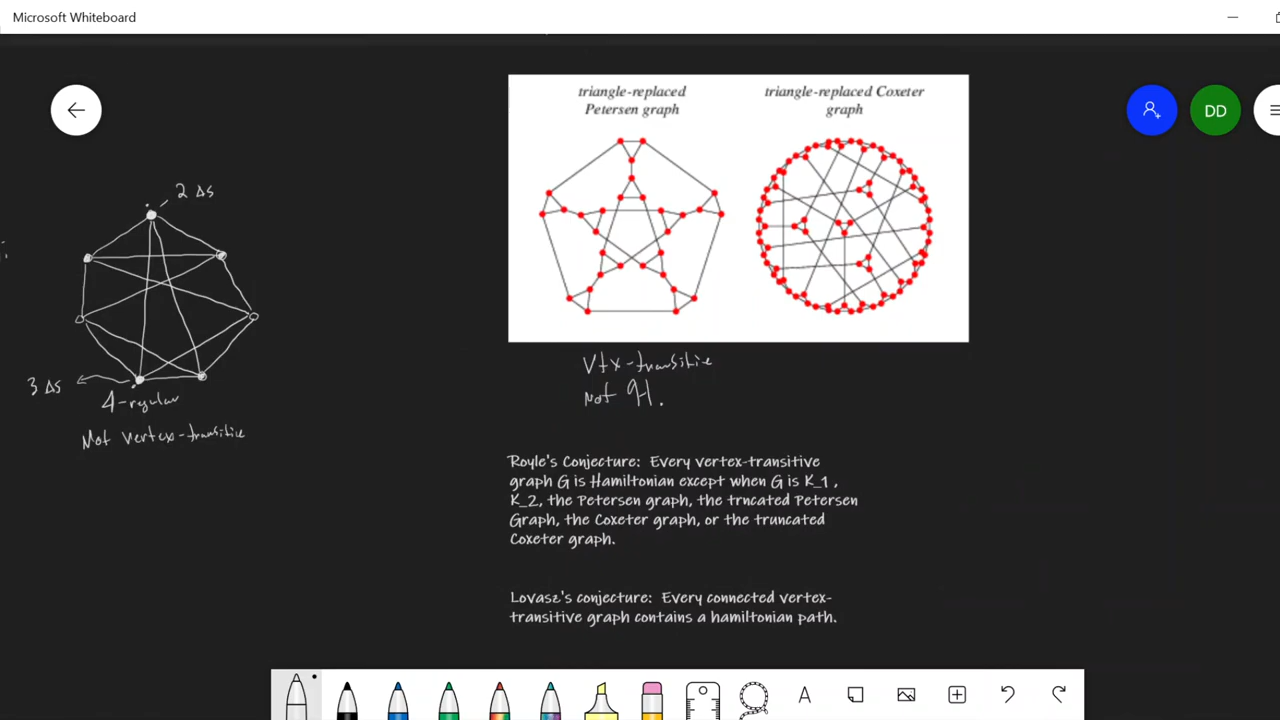 Microsoft Whiteboard
DD
2 Δs
3 Δs
4-regular
Not vertex-transitive
triangle-replaced
Petersen graph
triangle-replaced Coxeter
graph
Vtx-transitive
not H.
Royle's Conjecture: Every vertex-transitive
graph G is Hamiltonian except when G is K_1 ,
K_2, the Petersen graph, the trncated Petersen
Graph, the Coxeter graph, or the truncated
Coxeter graph.
Lovasz's conjecture: Every connected vertex-
transitive graph contains a hamiltonian path.
A